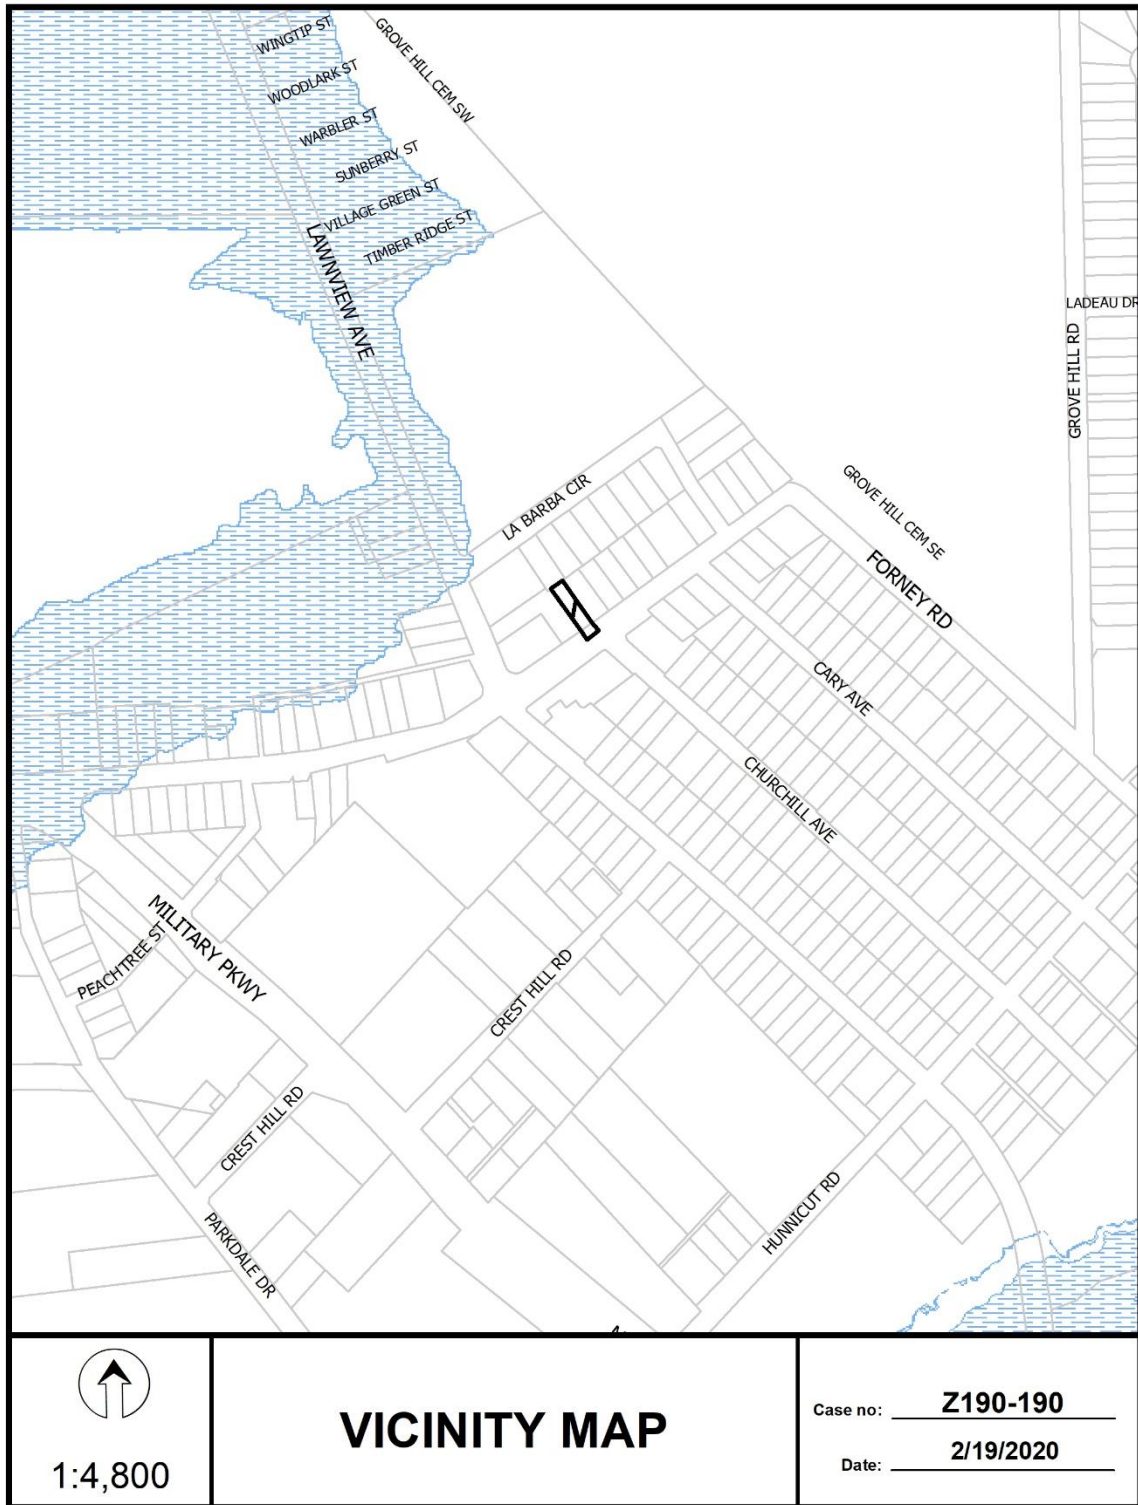 WINGTIP ST
GROVE HILL CEM SW
WOODLARK ST
WARBLER ST
SUNBERRY ST
VILLAGE GREEN ST
TIMBER RIDGE ST
LAWNVIEW AVE
LADEAU DR
GROVE HILL RD
LA BARBA CIR
GROVE HILL CEM SE
FORNEY RD
CARY AVE
CHURCHILL AVE
MILITARY PKWY
PEACHTREE ST
CREST HILL RD
CREST HILL RD
HUNNICUT RD
PARKDALE DR
1:4,800
VICINITY MAP
Case no: Z190-190
Date: 2/19/2020